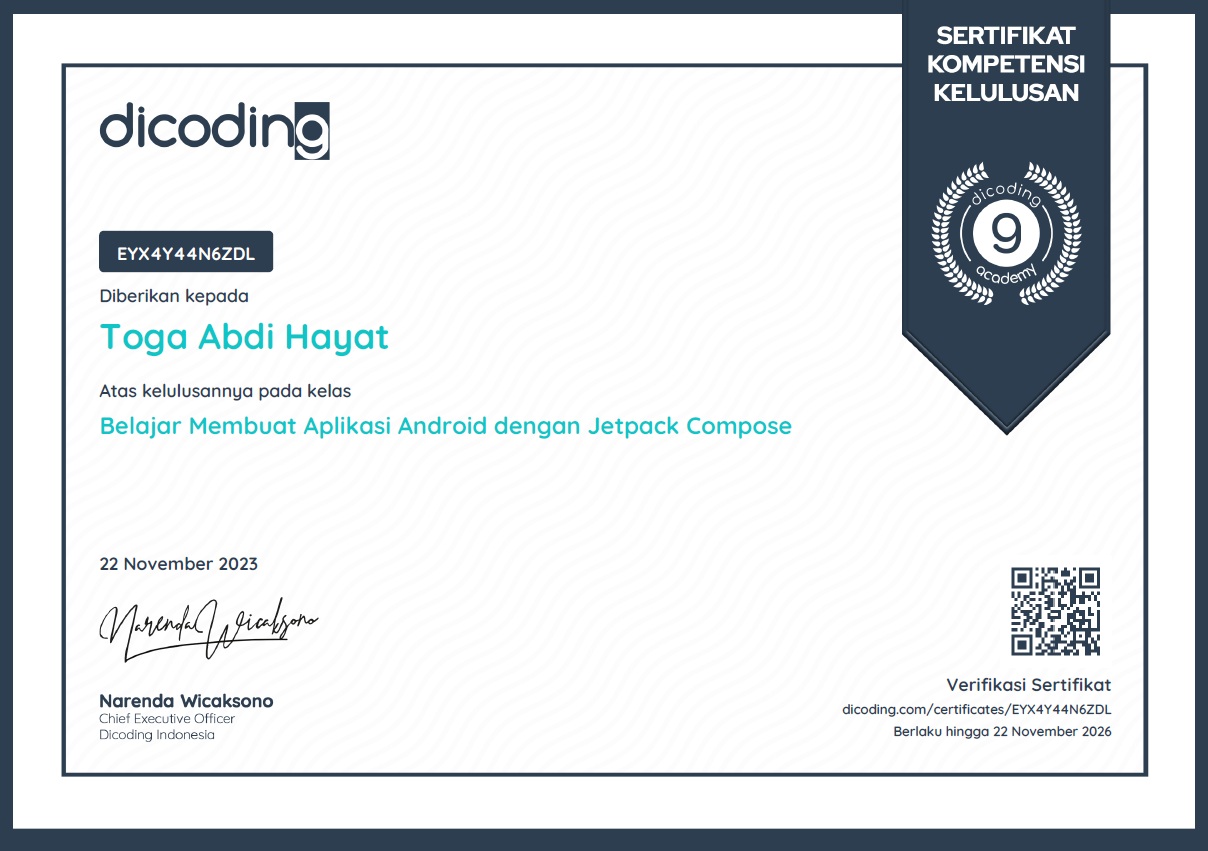 SERTIFIKAT
KOMPETENSI
KELULUSAN
dicoding
dicoding
9
academy
EYX4Y44N6ZDL
Diberikan kepada
Toga Abdi Hayat
Atas kelulusannya pada kelas
Belajar Membuat Aplikasi Android dengan Jetpack Compose
22 November 2023
Narenda Wicaksono
Narenda Wicaksono
Chief Executive Officer
Dicoding Indonesia
Verifikasi Sertifikat
dicoding.com/certificates/EYX4Y44N6ZDL
Berlaku hingga 22 November 2026